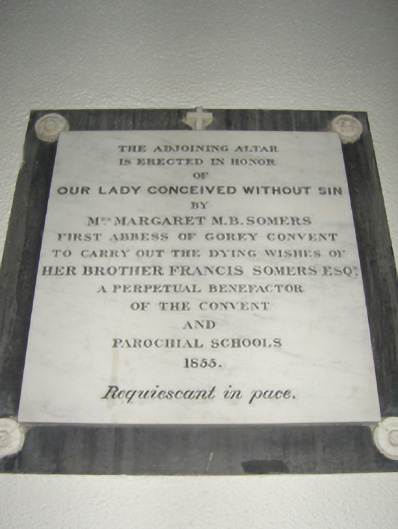 THE ADJOINING ALTAR
IS ERECTED IN HONOR
OF
OUR LADY CONCEIVED WITHOUT SIN
BY
MRS MARGARET M.B. SOMERS
FIRST ABBESS OF GOREY CONVENT
TO CARRY OUT THE DYING WISHES OF
HER BROTHER FRANCIS SOMERS ESQR.
A PERPETUAL BENEFACTOR
OF THE CONVENT
AND
PAROCHIAL SCHOOLS
1855.
Requiescant in pace.